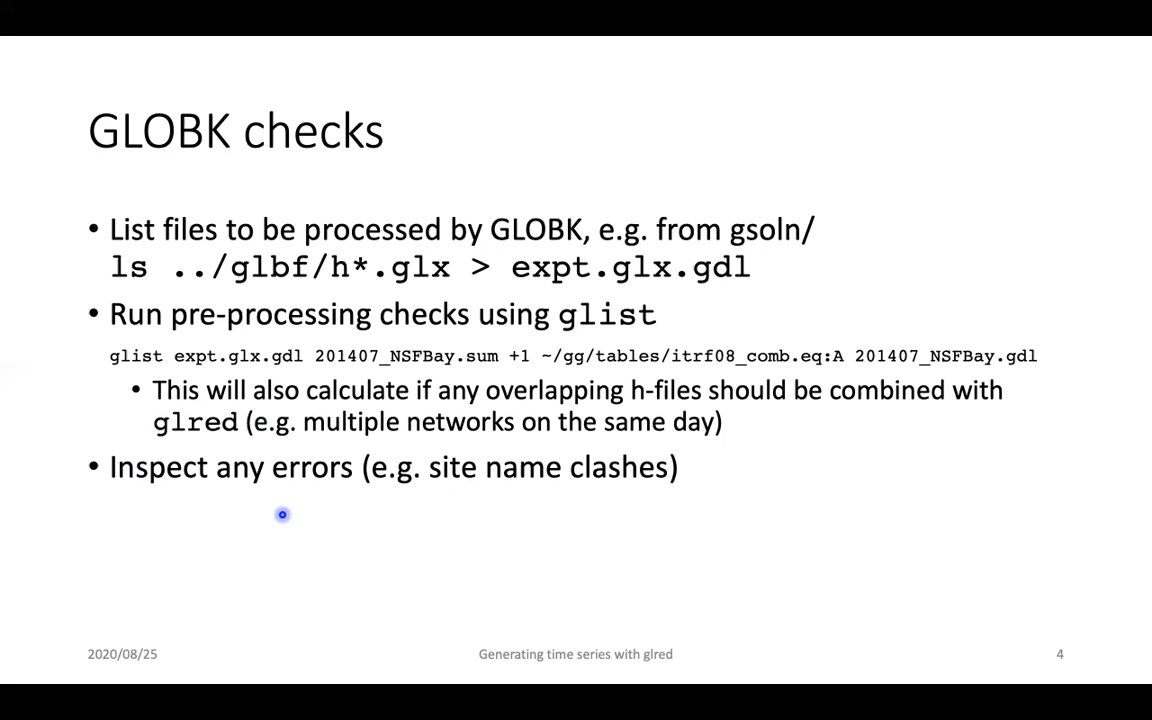 GLOBK checks
• List files to be processed by GLOBK, e.g. from gsoln/
ls ../glbf/h*.glx > expt.glx.gdl
• Run pre-processing checks using glist
glist expt.glx.gdl 201407_NSFBay.sum +1 ~/gg/tables/itrf08_comb.eq:A 201407_NSFBay.gdl
• This will also calculate if any overlapping h-files should be combined with
glred (e.g. multiple networks on the same day)
• Inspect any errors (e.g. site name clashes)
2020/08/25
Generating time series with glred
4